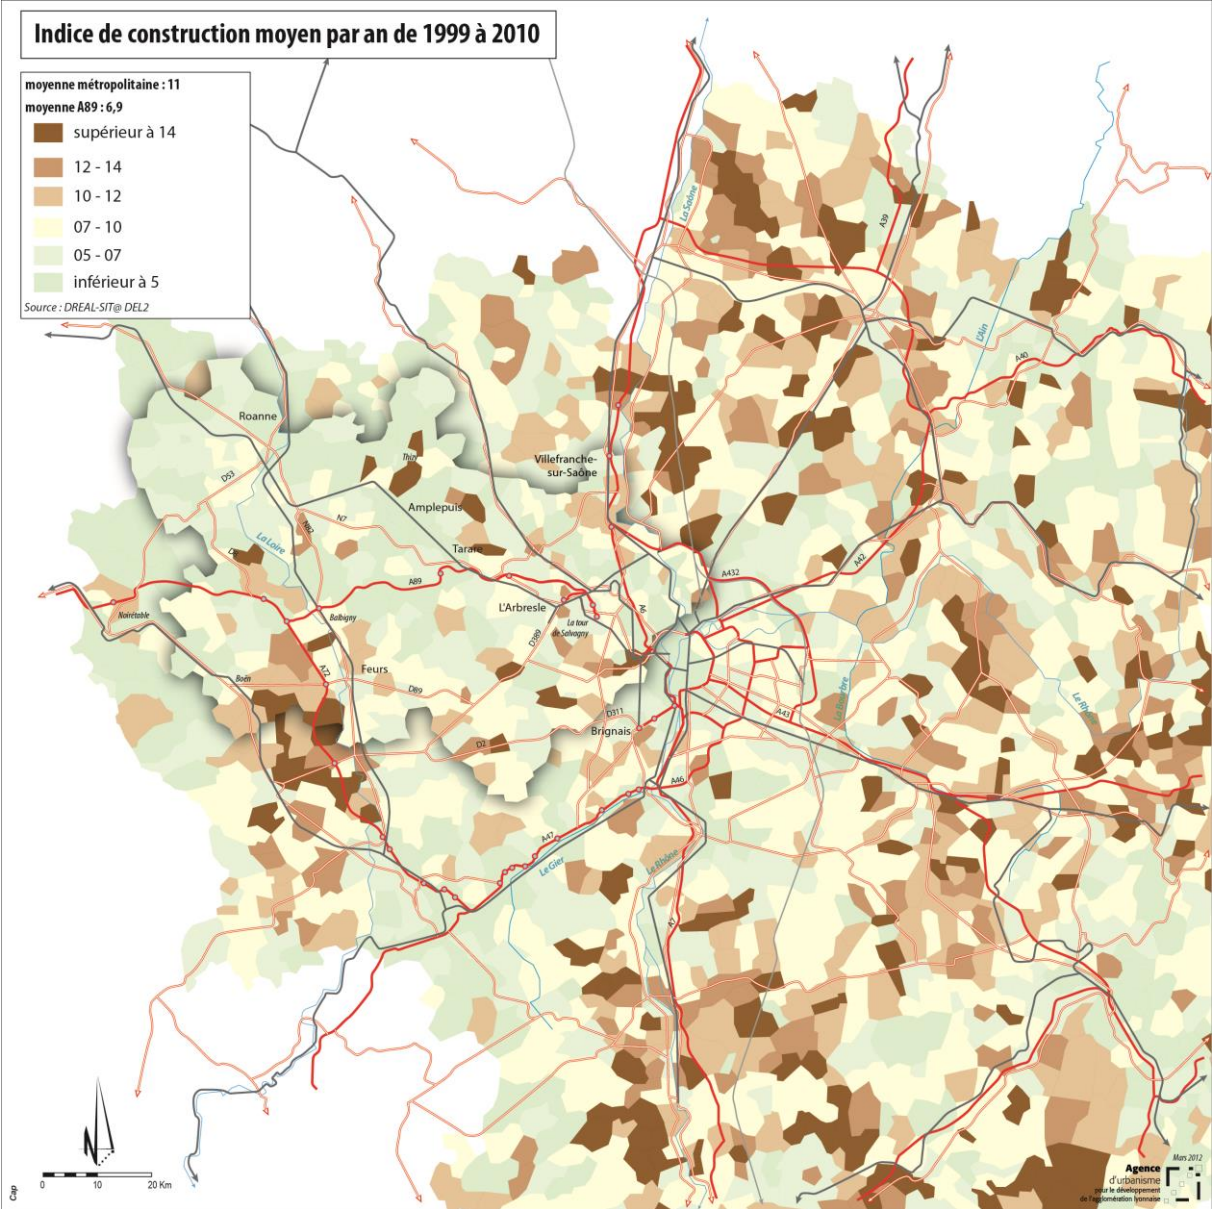 Indice de construction moyen par an de 1999 à 2010
moyenne métropolitaine : 11
moyenne A89 : 6,9
supérieur à 14
12 - 14
10 - 12
07 - 10
05 - 07
inférieur à 5
Source : DREAL-SIT@ DEL2
La Saône
A39
L'Ain
A40
Roanne
Thizy
Villefranche-
sur-Saône
D53
Amplepuis
N7
N82
La Loire
Tarare
A89
A432
A42
L'Arbresle
A6
La tour
de Salvagny
Noirétable
Balbigny
D389
Feurs
A72
Boën
D89
La Bourbre
Le Rhône
D311
A43
Brignais
D2
A46
A47
Le Gier
Le Rhône
A7
N
0
10
20 Km
Cap
Mars 2012
Agence
d'urbanisme
pour le développement
de l'agglomération lyonnaise